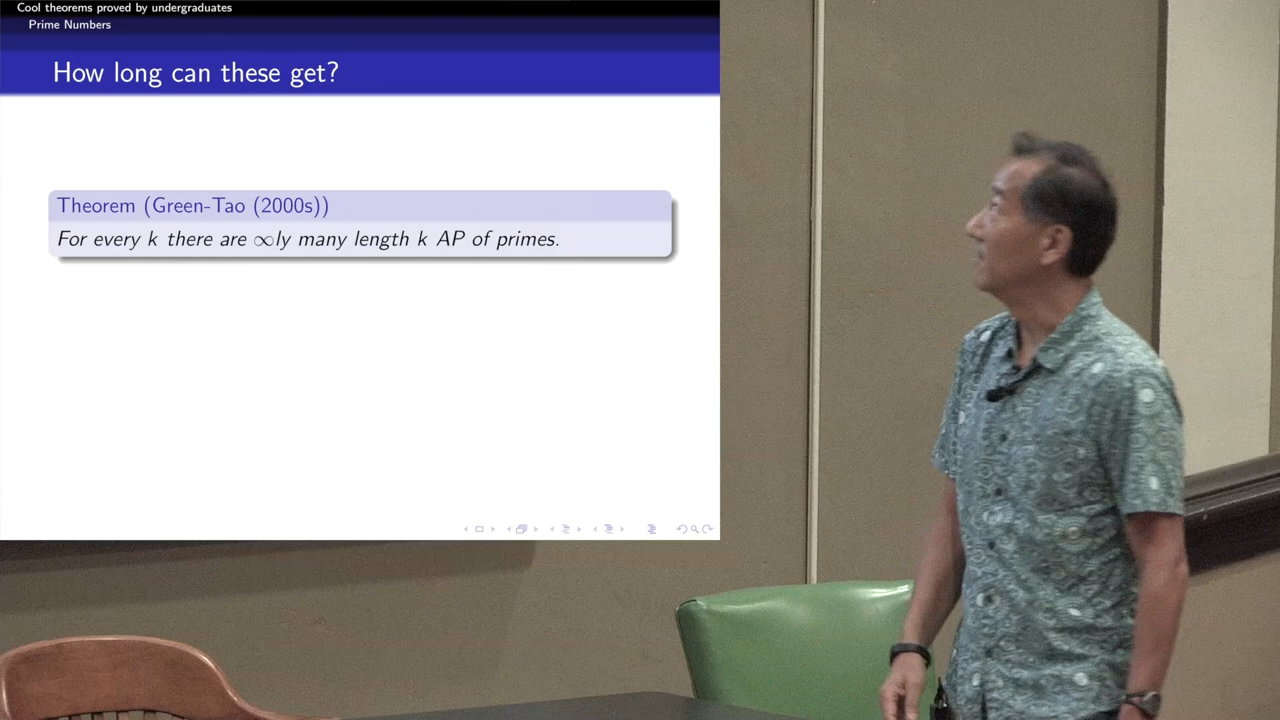 Cool theorems proved by undergraduates
Prime Numbers
How long can these get?
Theorem (Green-Tao (2000s))
For every k there are ∞ly many length k AP of primes.